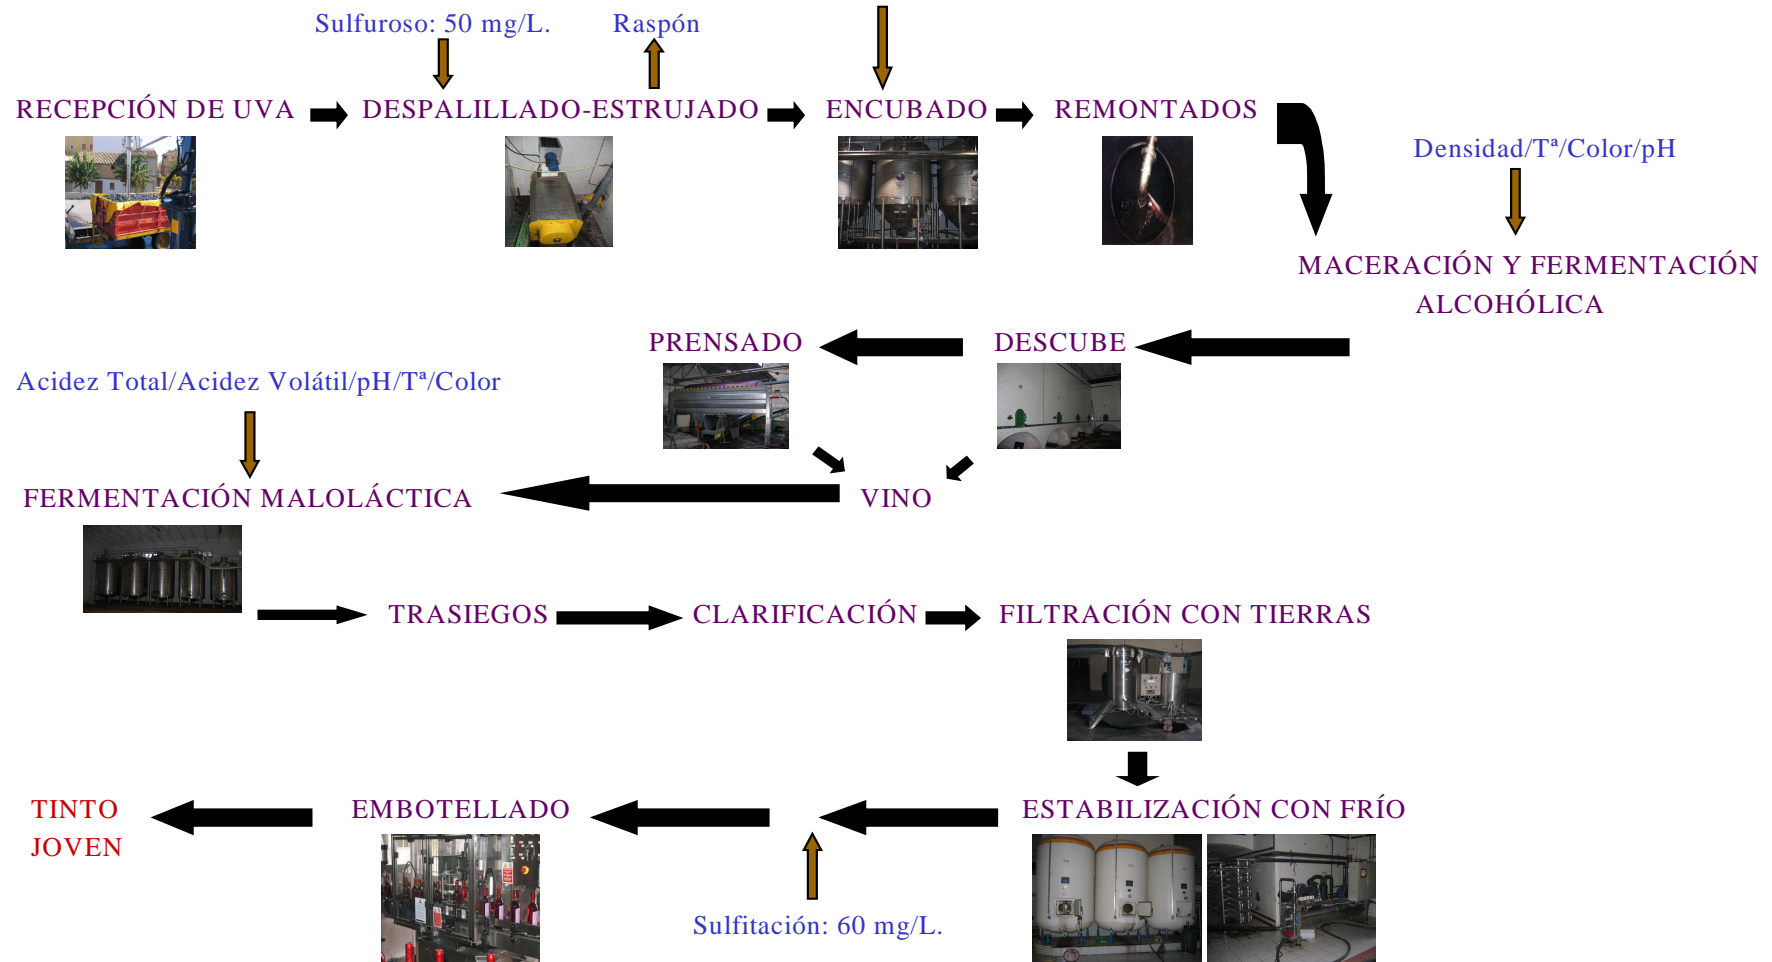 Sulfuroso: 50 mg/L.
Raspón
RECEPCIÓN DE UVA
DESPALILLADO-ESTRUJADO
ENCUBADO
REMONTADOS
Densidad/Tª/Color/pH
MACERACIÓN Y FERMENTACIÓN
ALCOHÓLICA
PRENSADO
DESCUBE
Acidez Total/Acidez Volátil/pH/Tª/Color
FERMENTACIÓN MALOLÁCTICA
VINO
TRASIEGOS
CLARIFICACIÓN
FILTRACIÓN CON TIERRAS
TINTO
JOVEN
EMBOTELLADO
ESTABILIZACIÓN CON FRÍO
Sulfitación: 60 mg/L.